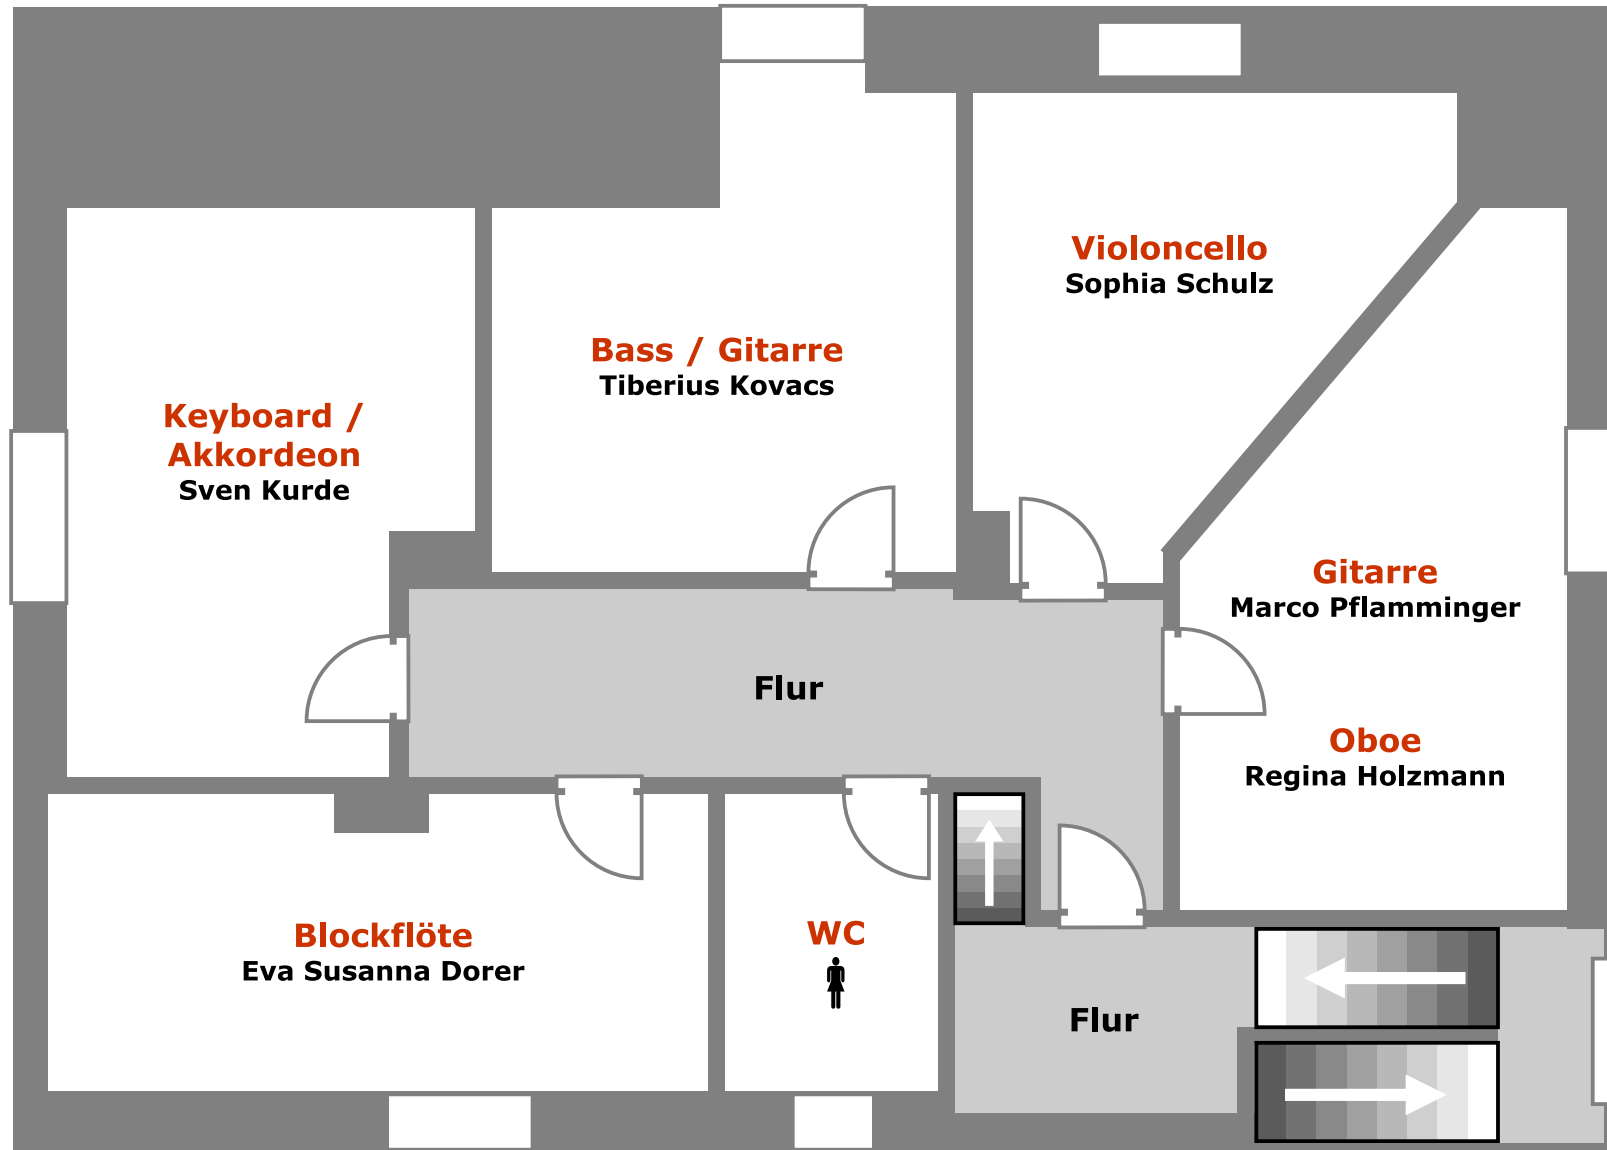 Violoncello
Sophia Schulz
Bass / Gitarre
Tiberius Kovacs
Keyboard /
Akkordeon
Sven Kurde
Gitarre
Marco Pflamminger
Flur
Oboe
Regina Holzmann
Blockflöte
Eva Susanna Dorer
WC
Flur